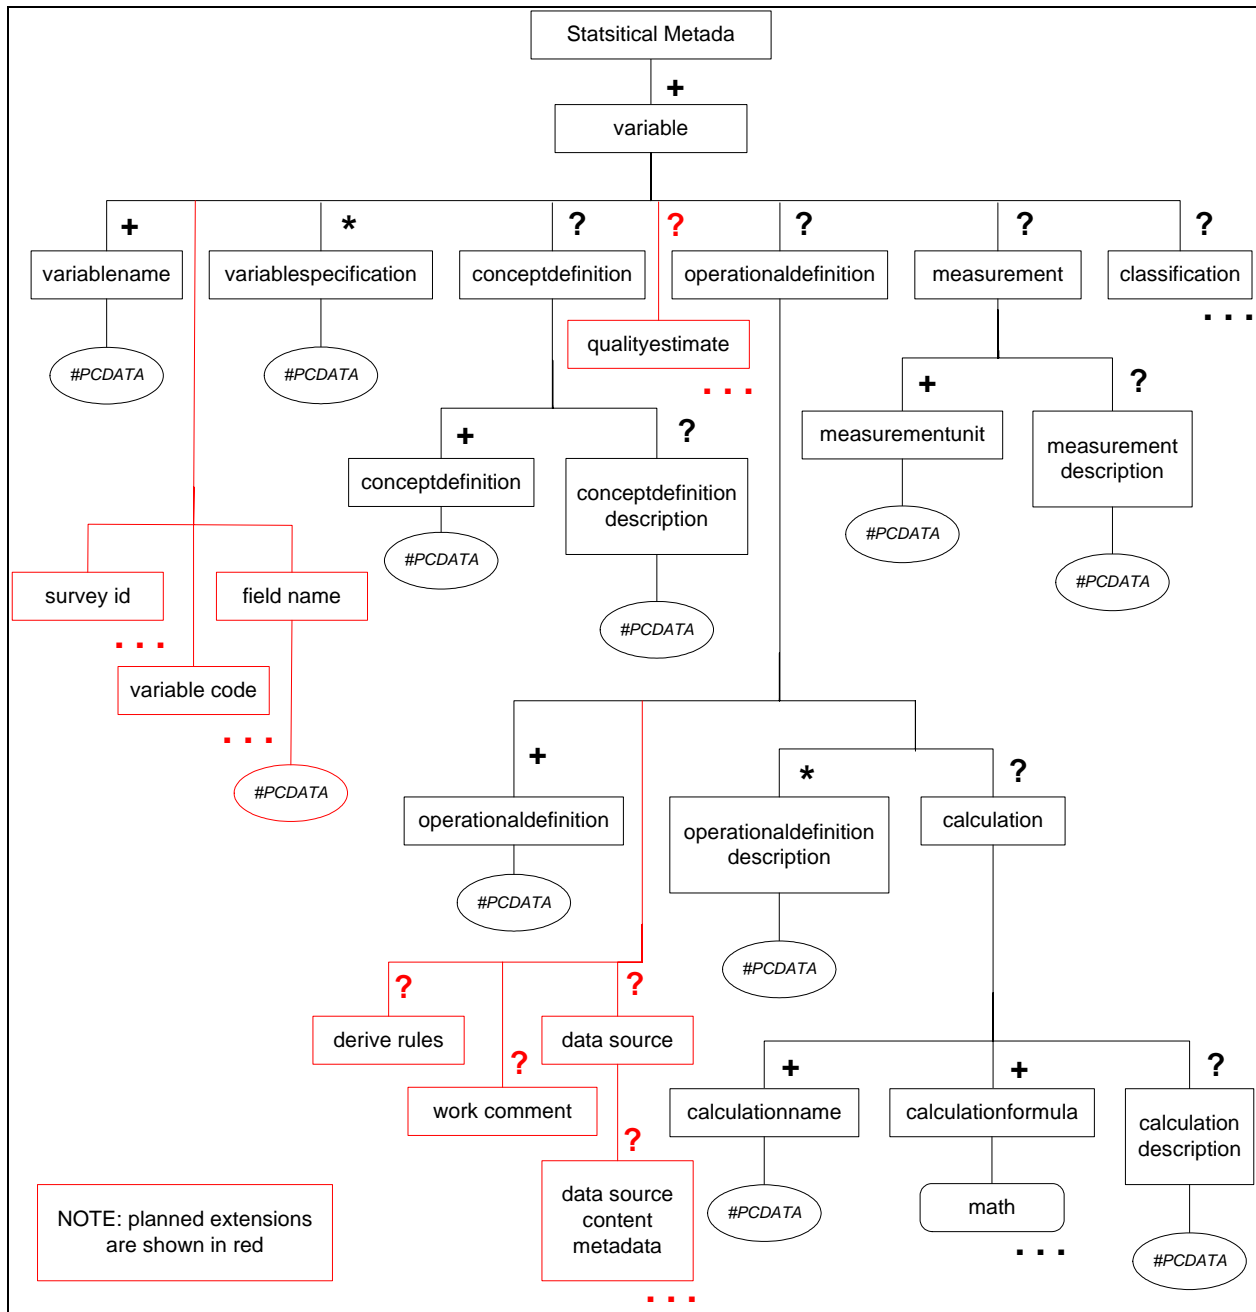 Statsitical Metada
+
variable
+
*
?
?
?
?
?
variablename
variablespecification
conceptdefinition
operationaldefinition
measurement
classification
. . .
qualityestimate
. . .
#PCDATA
#PCDATA
+
?
+
?
conceptdefinition
conceptdefinition
description
measurementunit
measurement
description
#PCDATA
#PCDATA
#PCDATA
#PCDATA
survey id
. . .
field name
variable code
. . .
#PCDATA
+
*
?
operationaldefinition
operationaldefinition
description
calculation
#PCDATA
#PCDATA
?
?
?
derive rules
work comment
data source
?
data source
content
metadata
. . .
+
+
?
calculationname
calculationformula
calculation
description
#PCDATA
math
. . .
#PCDATA
NOTE: planned extensions
are shown in red